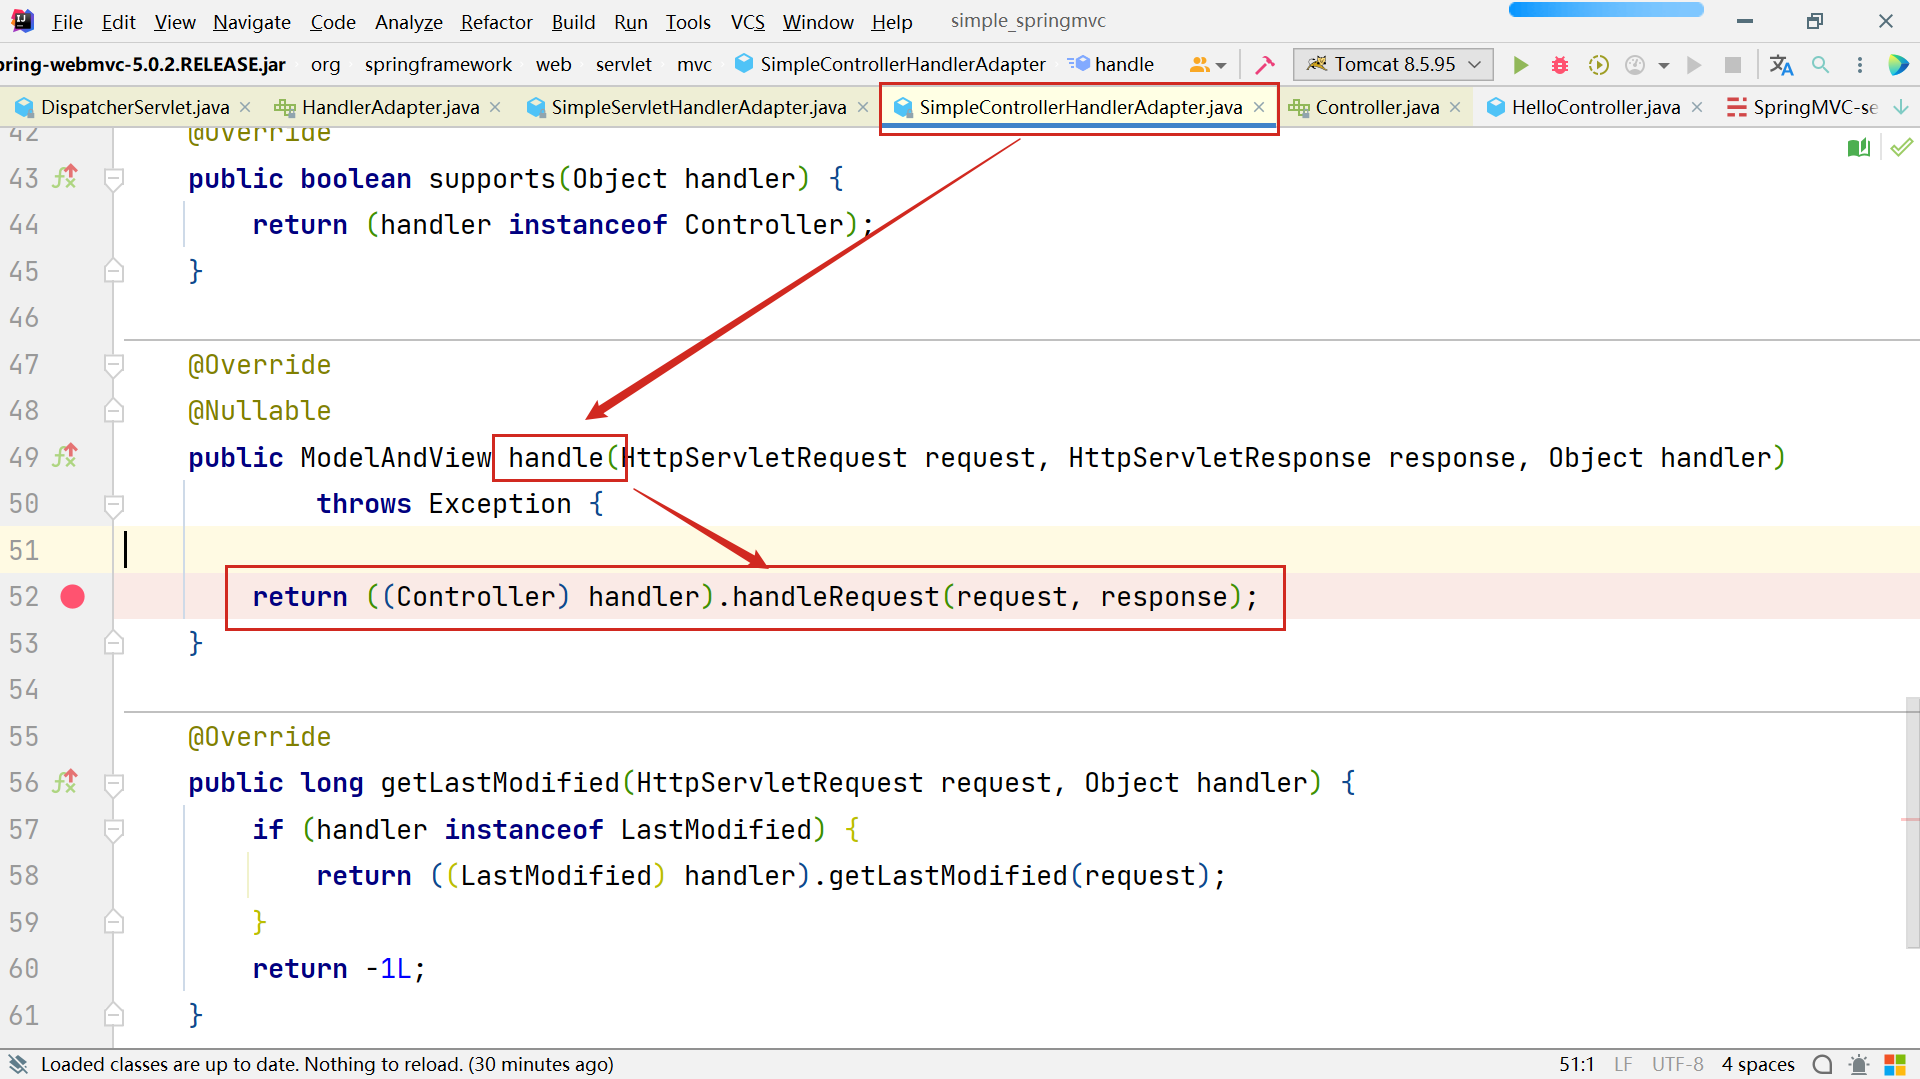 File Edit View Navigate Code Analyze Refactor Build Run Tools VCS Window Help simple_springmvc
ring-webmvc-5.0.2.RELEASE.jar org springframework web servlet mvc SimpleControllerHandlerAdapter handle Tomcat 8.5.95
DispatcherServlet.java HandlerAdapter.java SimpleServletHandlerAdapter.java SimpleControllerHandlerAdapter.java Controller.java HelloController.java SpringMVC-se
42 @Override
43 public boolean supports(Object handler) {
44 return (handler instanceof Controller);
45 }
46
47 @Override
48 @Nullable
49 public ModelAndView handle(HttpServletRequest request, HttpServletResponse response, Object handler)
50 throws Exception {
51
52 return ((Controller) handler).handleRequest(request, response);
53 }
54
55 @Override
56 public long getLastModified(HttpServletRequest request, Object handler) {
57 if (handler instanceof LastModified) {
58 return ((LastModified) handler).getLastModified(request);
59 }
60 return -1L;
61 }
Loaded classes are up to date. Nothing to reload. (30 minutes ago) 51:1 LF UTF-8 4 spaces